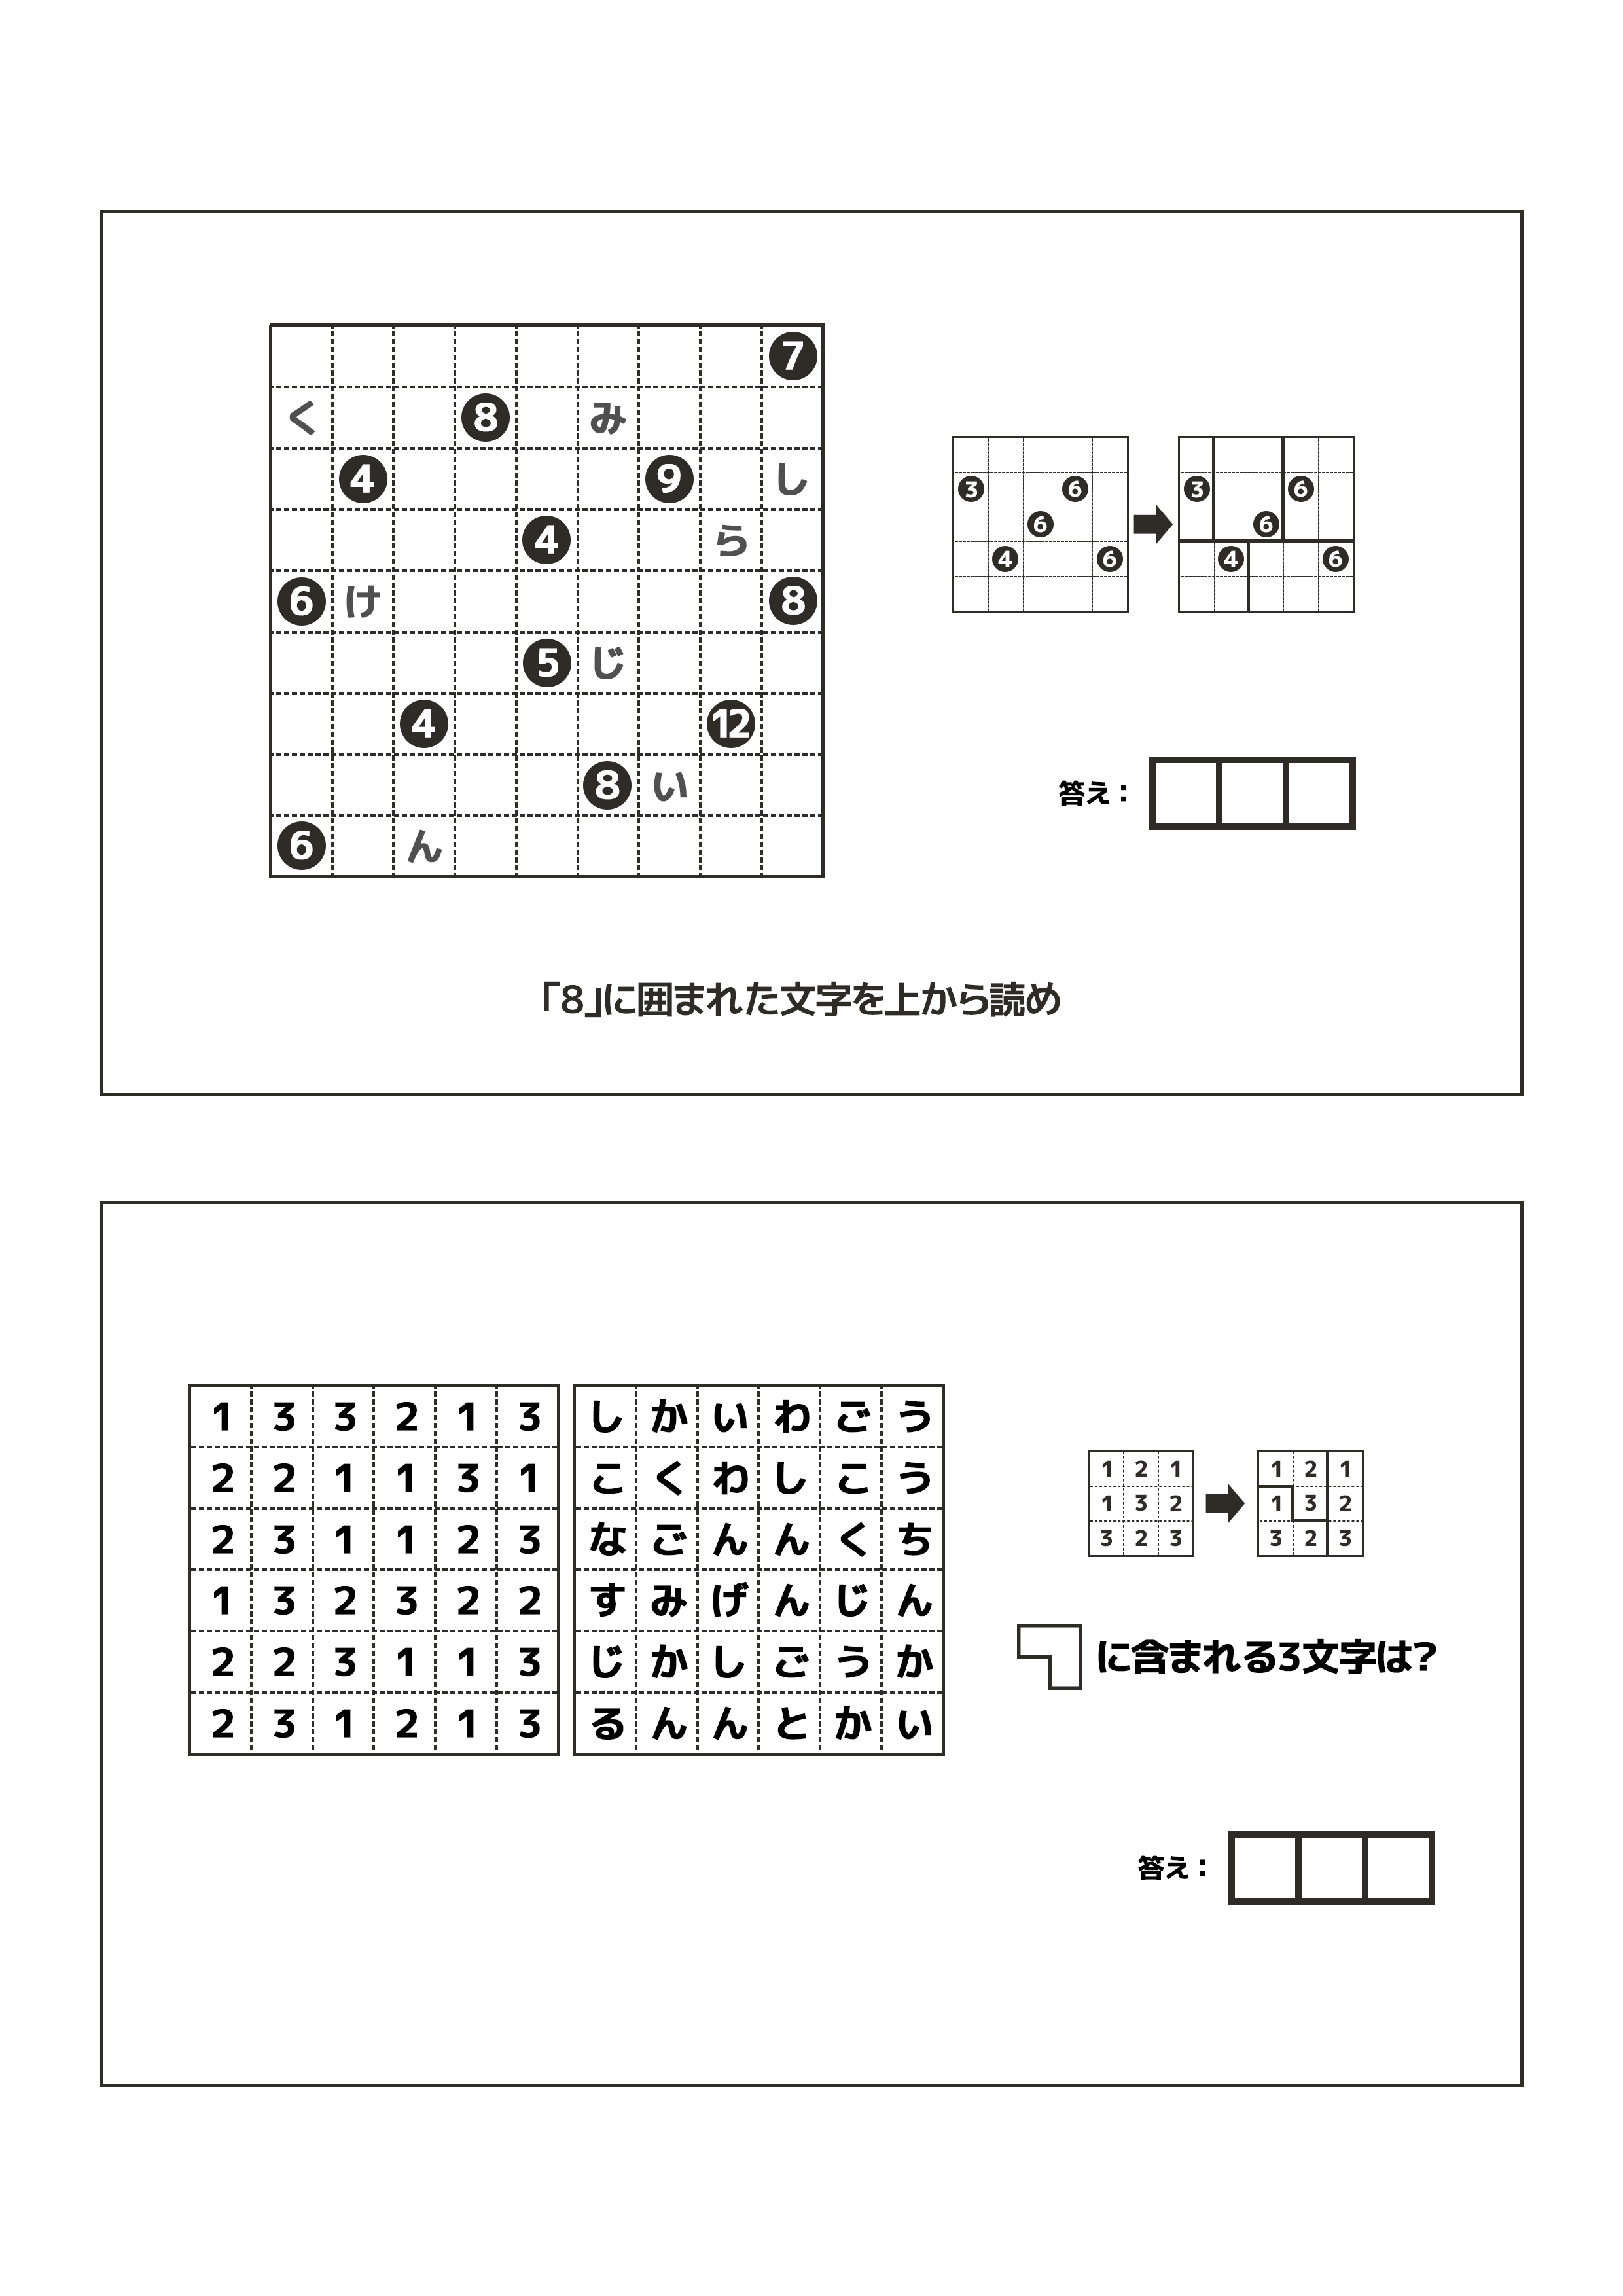 7
く 8 み
4 9 し
4 ら
6 け 8
5 じ
4 12
8 い
6 ん
3 6
6
4 6
3 6
6
4 6
答え：
「8」に囲まれた文字を上から読め
1 3 3 2 1 3
2 2 1 1 3 1
2 3 1 1 2 3
1 3 2 3 2 2
2 2 3 1 1 3
2 3 1 2 1 3
し か い わ ご う
こ く わ し こ う
な ご ん ん く ち
す み げ ん じ ん
じ か し ご う か
る ん ん と か い
1 2 1
1 3 2
3 2 3
1 2 1
1 3 2
3 2 3
に含まれる3文字は?
答え：